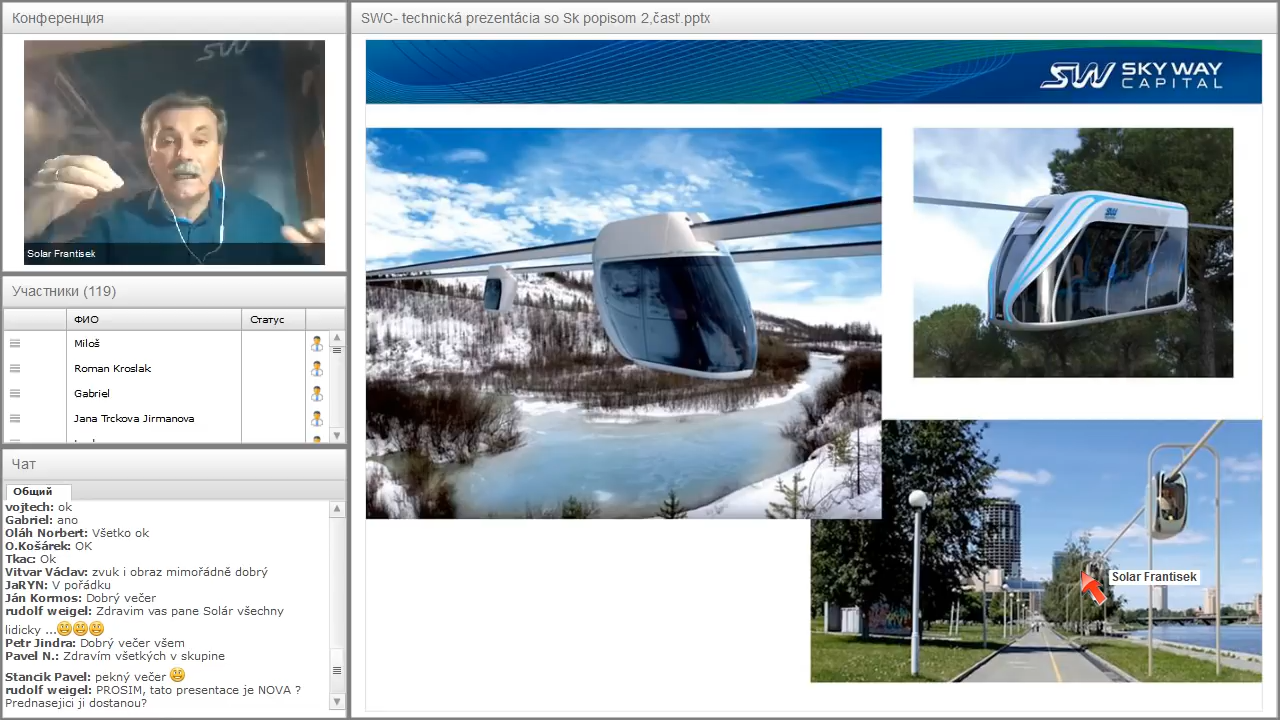 Конференция
SW
Solar Frantisek
Участники (119)
ФИО
Статус
Miloš
Roman Kroslak
Gabriel
Jana Trckova Jirmanova
Чат
Общий
vojtech: ok
Gabriel: ano
Oláh Norbert: Všetko ok
O.Košárek: OK
Tkac: Ok
Vitvar Václav: zvuk i obraz mimořádně dobrý
JaRYN: V pořádku
Ján Kormos: Dobrý večer
rudolf weigel: Zdravim vas pane Solár všechny
lidicky ...
Petr Jindra: Dobrý večer všem
Pavel N.: Zdravím všetkých v skupine
Stancik Pavel: pekný večer
rudolf weigel: PROSIM, tato presentace je NOVA ?
Prednasejici ji dostanou?
SWC- technická prezentácia so Sk popisom 2,časť.pptx
SW SKY WAY
CAPITAL
SW
Solar Frantisek